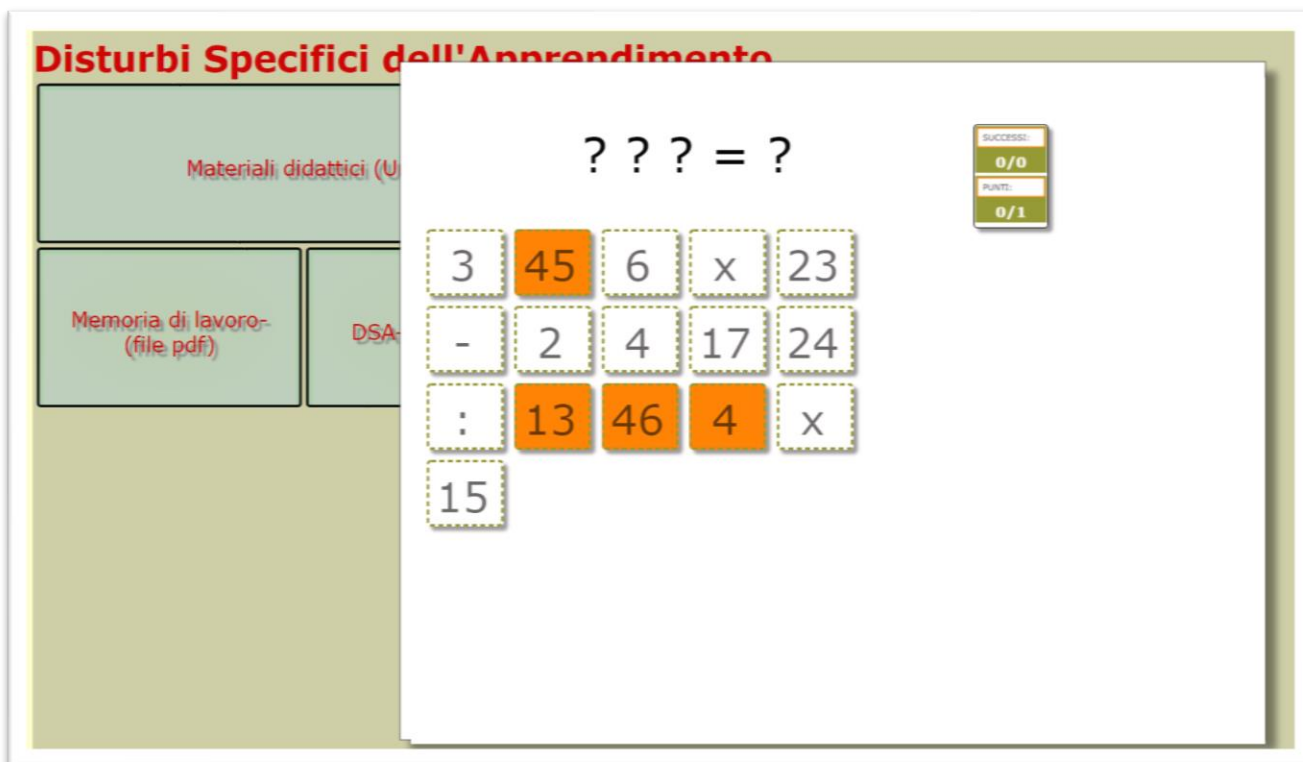 Disturbi Specifici dell'Apprendimento
Materiali didattici (U
Memoria di lavoro-
(file pdf)
DSA-
? ? ? = ?
SUCCESSI:
0/0
PUNTI:
0/1
3 45 6 x 23
- 2 4 17 24
: 13 46 4 x
15